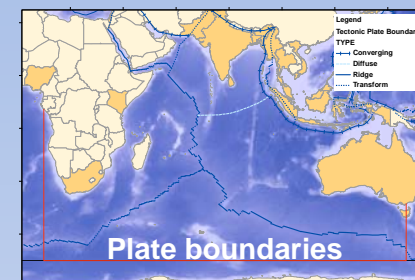 Legend
Tectonic Plate Boundar
TYPE
Converging
Diffuse
Ridge
Transform
Plate boundaries